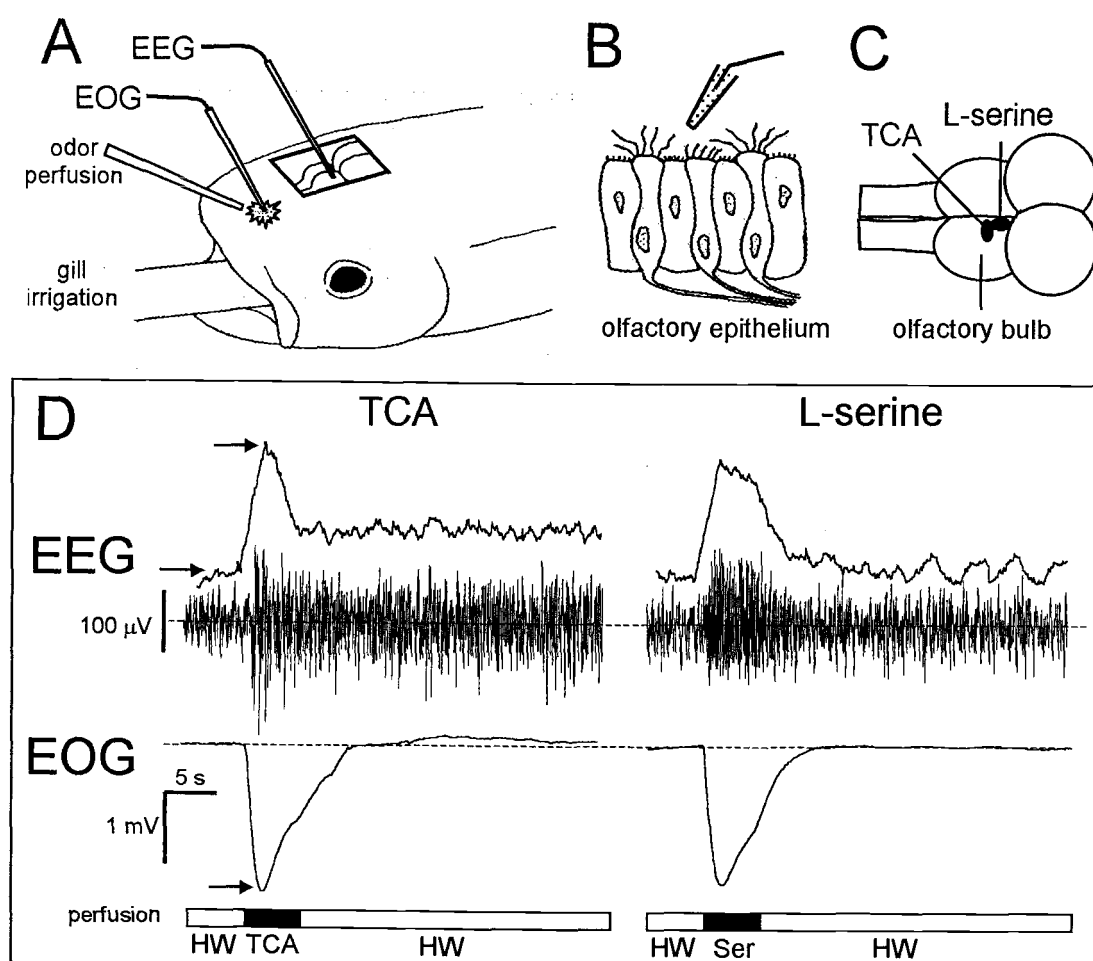 A
EEG
EOG
odor
perfusion
gill
irrigation
B
olfactory epithelium
C
L-serine
TCA
olfactory bulb
D
TCA
L-serine
EEG
100 μV
EOG
5 s
1 mV
perfusion
HW TCA HW
HW Ser HW